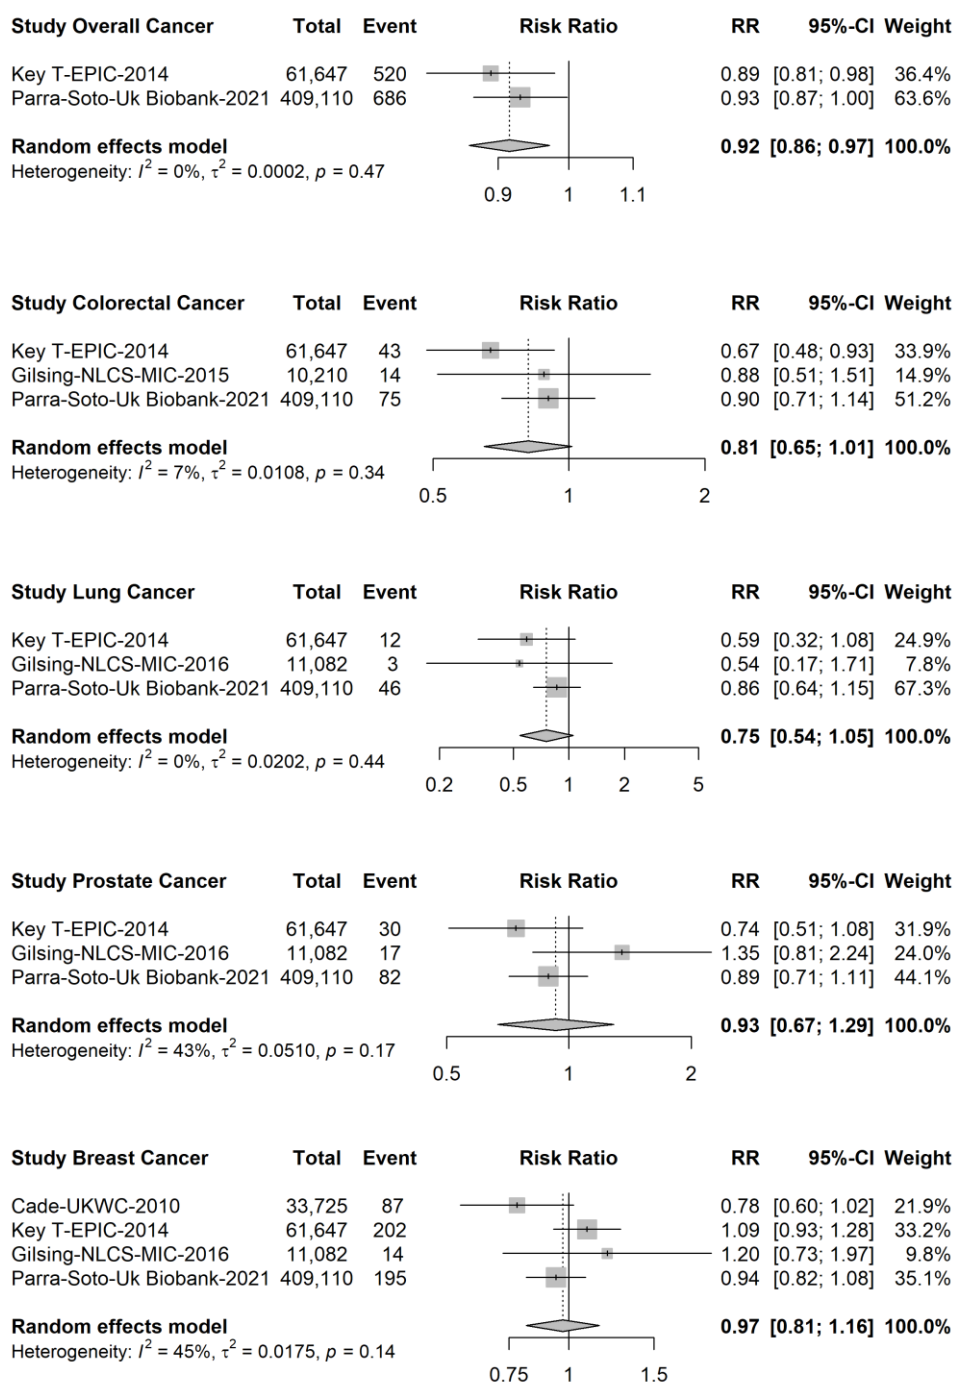 Study Overall Cancer Total Event Risk Ratio RR 95%-CI Weight
Key T-EPIC-2014 61,647 520 0.89 [0.81; 0.98] 36.4%
Parra-Soto-Uk Biobank-2021 409,110 686 0.93 [0.87; 1.00] 63.6%
Random effects model 0.92 [0.86; 0.97] 100.0%
Heterogeneity: I² = 0%, τ² = 0.0002, p = 0.47
0.9 1 1.1
Study Colorectal Cancer Total Event Risk Ratio RR 95%-CI Weight
Key T-EPIC-2014 61,647 43 0.67 [0.48; 0.93] 33.9%
Gilsing-NLCS-MIC-2015 10,210 14 0.88 [0.51; 1.51] 14.9%
Parra-Soto-Uk Biobank-2021 409,110 75 0.90 [0.71; 1.14] 51.2%
Random effects model 0.81 [0.65; 1.01] 100.0%
Heterogeneity: I² = 7%, τ² = 0.0108, p = 0.34
0.5 1 2
Study Lung Cancer Total Event Risk Ratio RR 95%-CI Weight
Key T-EPIC-2014 61,647 12 0.59 [0.32; 1.08] 24.9%
Gilsing-NLCS-MIC-2016 11,082 3 0.54 [0.17; 1.71] 7.8%
Parra-Soto-Uk Biobank-2021 409,110 46 0.86 [0.64; 1.15] 67.3%
Random effects model 0.75 [0.54; 1.05] 100.0%
Heterogeneity: I² = 0%, τ² = 0.0202, p = 0.44
0.2 0.5 1 2 5
Study Prostate Cancer Total Event Risk Ratio RR 95%-CI Weight
Key T-EPIC-2014 61,647 30 0.74 [0.51; 1.08] 31.9%
Gilsing-NLCS-MIC-2016 11,082 17 1.35 [0.81; 2.24] 24.0%
Parra-Soto-Uk Biobank-2021 409,110 82 0.89 [0.71; 1.11] 44.1%
Random effects model 0.93 [0.67; 1.29] 100.0%
Heterogeneity: I² = 43%, τ² = 0.0510, p = 0.17
0.5 1 2
Study Breast Cancer Total Event Risk Ratio RR 95%-CI Weight
Cade-UKWC-2010 33,725 87 0.78 [0.60; 1.02] 21.9%
Key T-EPIC-2014 61,647 202 1.09 [0.93; 1.28] 33.2%
Gilsing-NLCS-MIC-2016 11,082 14 1.20 [0.73; 1.97] 9.8%
Parra-Soto-Uk Biobank-2021 409,110 195 0.94 [0.82; 1.08] 35.1%
Random effects model 0.97 [0.81; 1.16] 100.0%
Heterogeneity: I² = 45%, τ² = 0.0175, p = 0.14
0.75 1 1.5